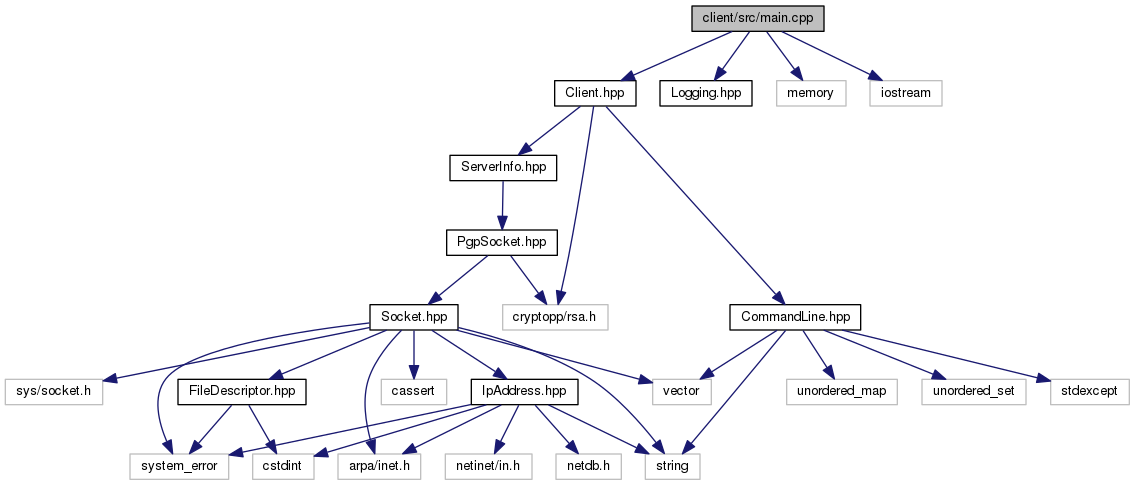 client/src/main.cpp
Client.hpp
Logging.hpp
memory
iostream
ServerInfo.hpp
PgpSocket.hpp
Socket.hpp
cryptopp/rsa.h
CommandLine.hpp
sys/socket.h
FileDescriptor.hpp
cassert
IpAddress.hpp
vector
unordered_map
unordered_set
stdexcept
system_error
cstdint
arpa/inet.h
netinet/in.h
netdb.h
string